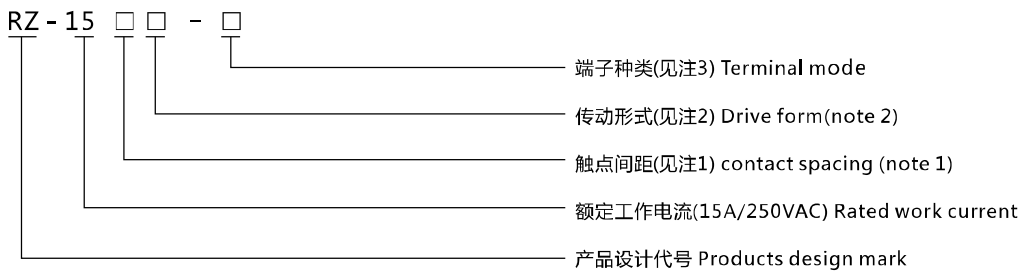 RZ-15 □ □ - □
端子种类(见注3) Terminal mode
传动形式(见注2) Drive form(note 2)
触点间距(见注1) contact spacing (note 1)
额定工作电流(15A/250VAC) Rated work current
产品设计代号 Products design mark